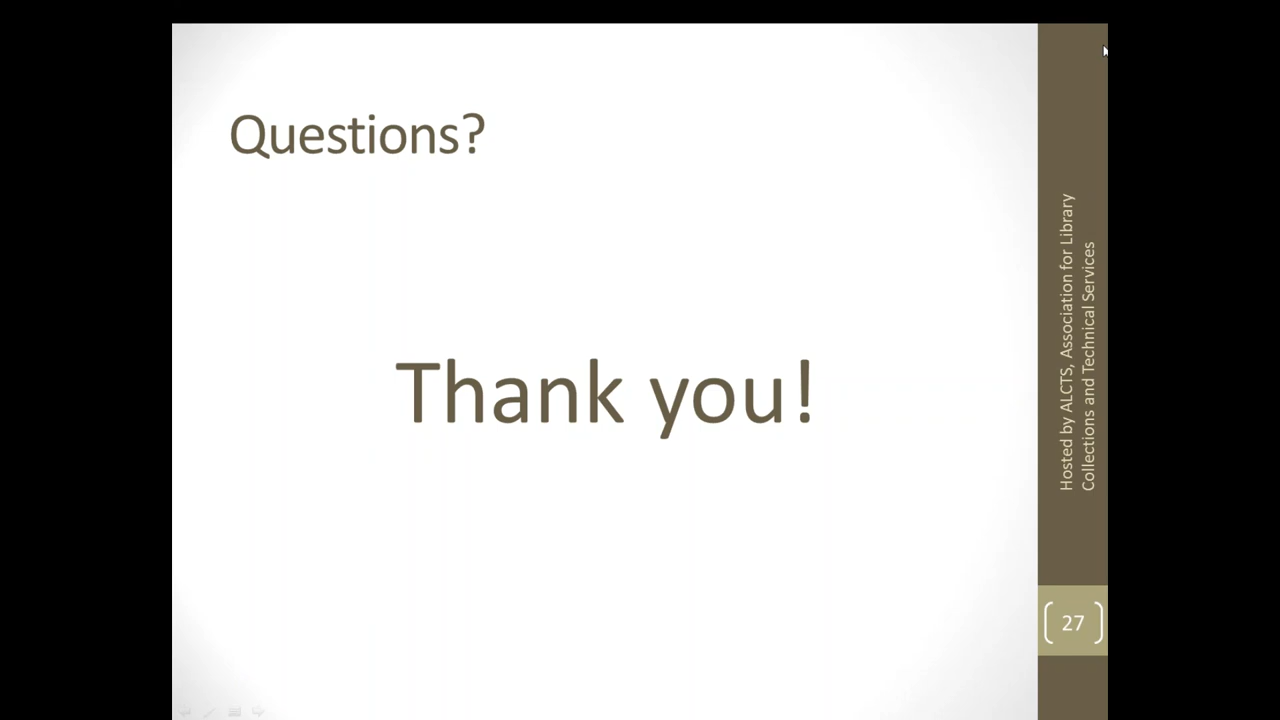 Questions?
Thank you!
Hosted by ALCTS, Association for Library
Collections and Technical Services
27